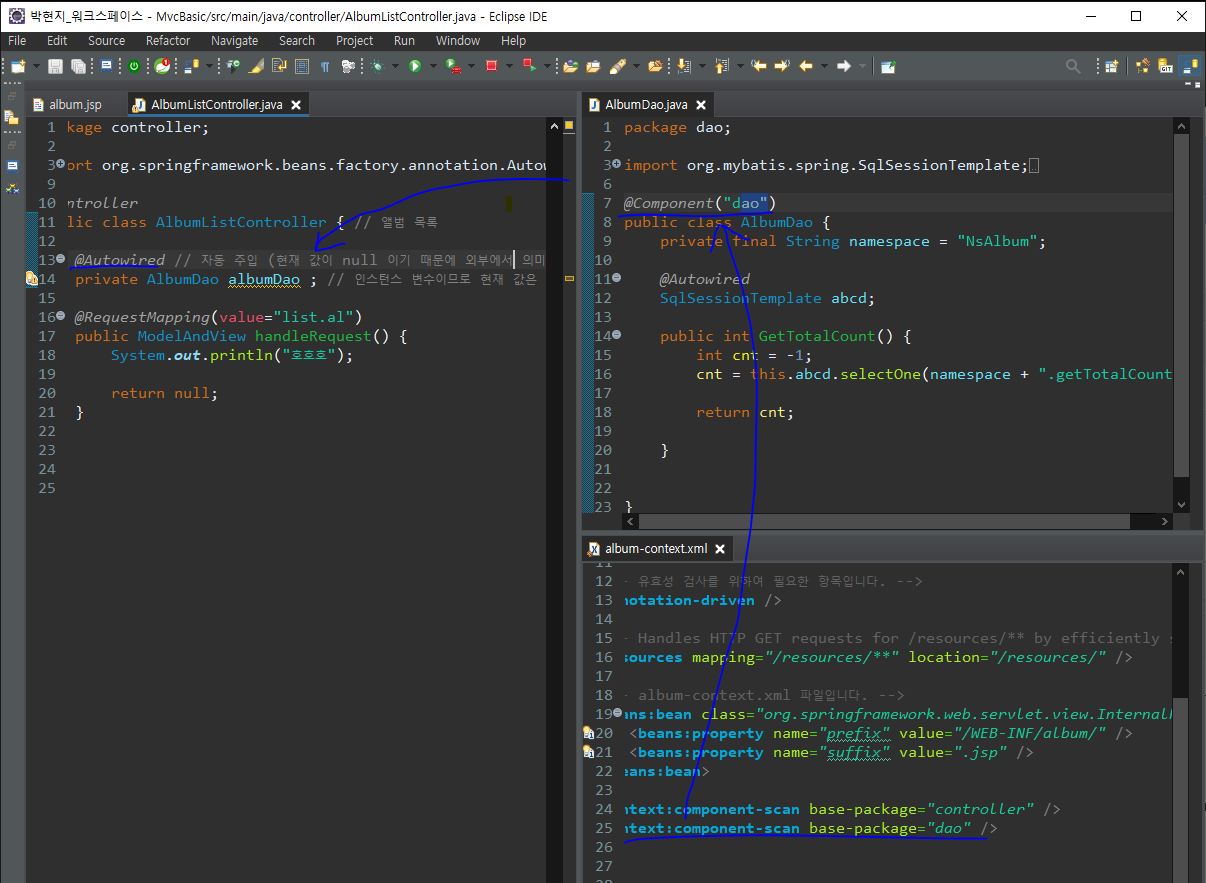 박현지_워크스페이스 - MvcBasic/src/main/java/controller/AlbumListController.java - Eclipse IDE
File Edit Source Refactor Navigate Search Project Run Window Help
album.jsp
AlbumListController.java
1 kage controller;
2
3 ort org.springframework.beans.factory.annotation.Autow
9
10 ntroller
11 lic class AlbumListController { // 앨범 목록
12
13 @Autowired // 자동 주입 (현재 값이 null 이기 때문에 외부에서 의미
14 private AlbumDao albumDao ; // 인스턴스 변수이므로 현재 값은
15
16 @RequestMapping(value="list.al")
17 public ModelAndView handleRequest() {
18 System.out.println("호호호");
19
20 return null;
21 }
22
23
24
25
AlbumDao.java
1 package dao;
2
3 import org.mybatis.spring.SqlSessionTemplate;
6
7 @Component("dao")
8 public class AlbumDao {
9 private final String namespace = "NsAlbum";
10
11 @Autowired
12 SqlSessionTemplate abcd;
13
14 public int GetTotalCount() {
15 int cnt = -1;
16 cnt = this.abcd.selectOne(namespace + ".getTotalCount
17
18 return cnt;
19
20 }
21
22
23 }
album-context.xml
11
12 유효성 검사를 위하여 필요한 항목입니다. -->
13 notation-driven />
14
15 - Handles HTTP GET requests for /resources/** by efficiently s
16 sources mapping="/resources/**" location="/resources/" />
17
18 - album-context.xml 파일입니다. -->
19 ans:bean class="org.springframework.web.servlet.view.InternalR
20 <beans:property name="prefix" value="/WEB-INF/album/" />
21 <beans:property name="suffix" value=".jsp" />
22 eans:bean>
23
24 ntext:component-scan base-package="controller" />
25 ntext:component-scan base-package="dao" />
26
27
28